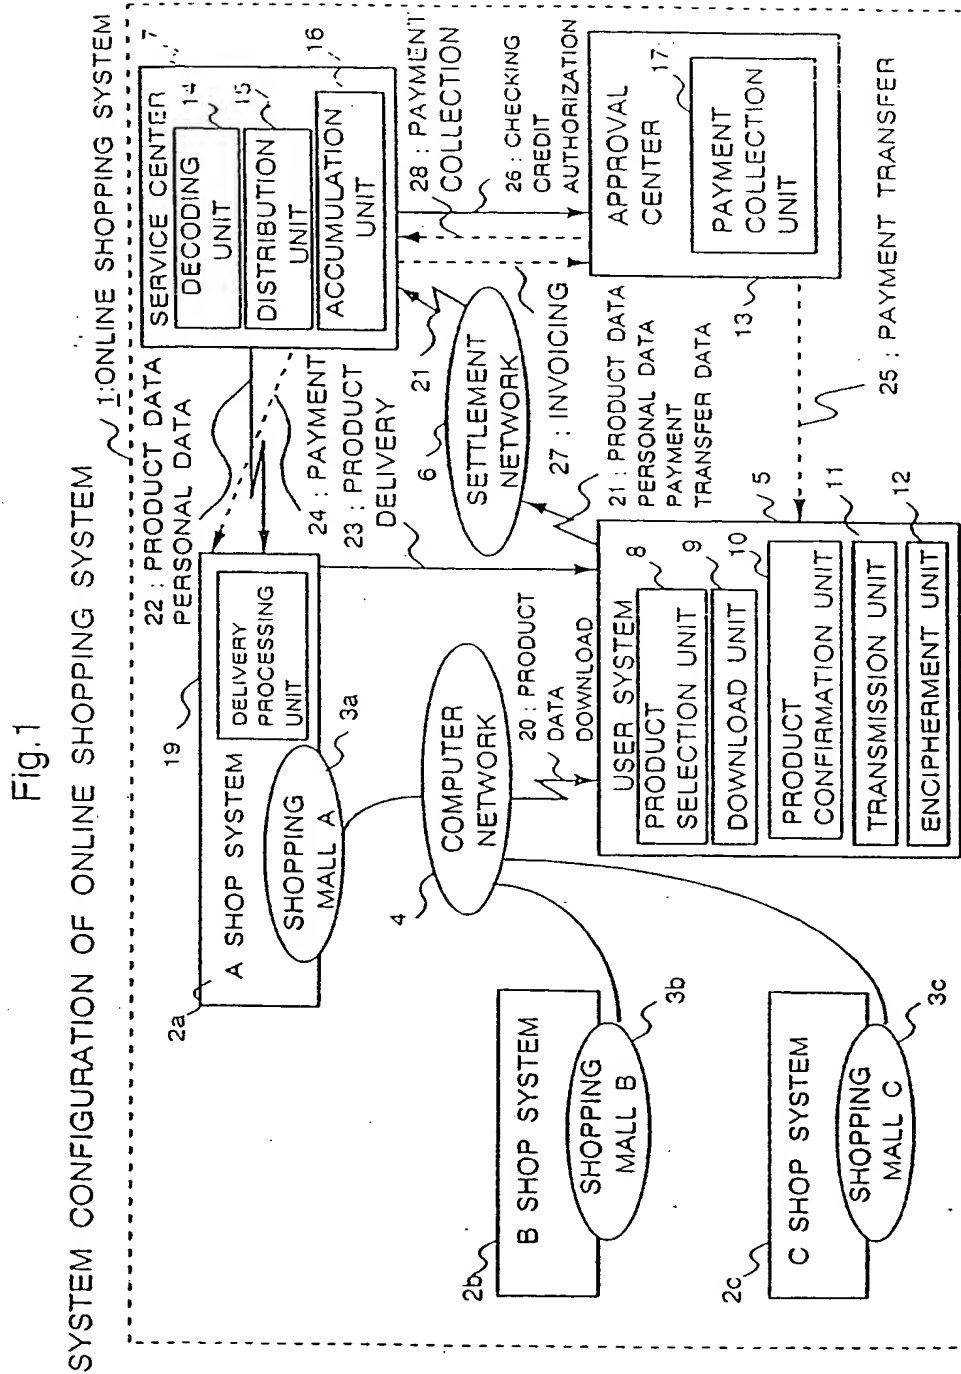 Fig.1
SYSTEM CONFIGURATION OF ONLINE SHOPPING SYSTEM
1:ONLINE SHOPPING SYSTEM
22 : PRODUCT DATA
PERSONAL DATA
7
SERVICE CENTER
DECODING
UNIT
14
DISTRIBUTION
UNIT
15
ACCUMULATION
UNIT
16
19
2a
A SHOP SYSTEM
DELIVERY
PROCESSING
UNIT
SHOPPING
MALL A
3a
24 : PAYMENT
23 : PRODUCT
DELIVERY
28 : PAYMENT
COLLECTION
26 : CHECKING
CREDIT
AUTHORIZATION
21
6
SETTLEMENT
NETWORK
27 : INVOICING
21 : PRODUCT DATA
PERSONAL DATA
PAYMENT
TRANSFER DATA
APPROVAL
CENTER
17
PAYMENT
COLLECTION
UNIT
13
25 : PAYMENT TRANSFER
4
COMPUTER
NETWORK
20 : PRODUCT
DATA
DOWNLOAD
2b
B SHOP SYSTEM
SHOPPING
MALL B
3b
USER SYSTEM
5
PRODUCT
SELECTION UNIT
8
DOWNLOAD UNIT
9
PRODUCT
CONFIRMATION UNIT
10
TRANSMISSION UNIT
11
ENCIPHERMENT UNIT
12
2c
C SHOP SYSTEM
SHOPPING
MALL C
3c